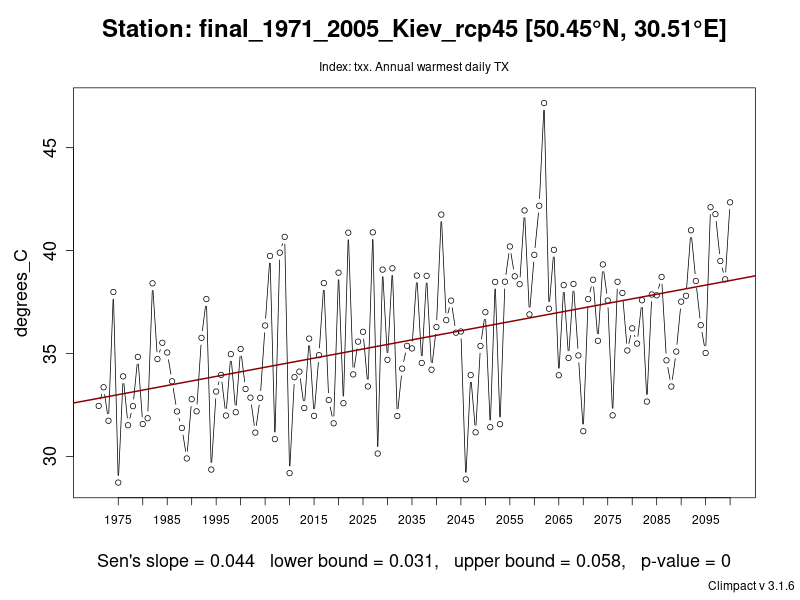 Station: final_1971_2005_Kiev_rcp45 [50.45°N, 30.51°E]
Index: txx. Annual warmest daily TX
45
40
35
30
degrees_C
1975 1985 1995 2005 2015 2025 2035 2045 2055 2065 2075 2085 2095
Sen's slope = 0.044 lower bound = 0.031, upper bound = 0.058, p-value = 0
Climpact v 3.1.6